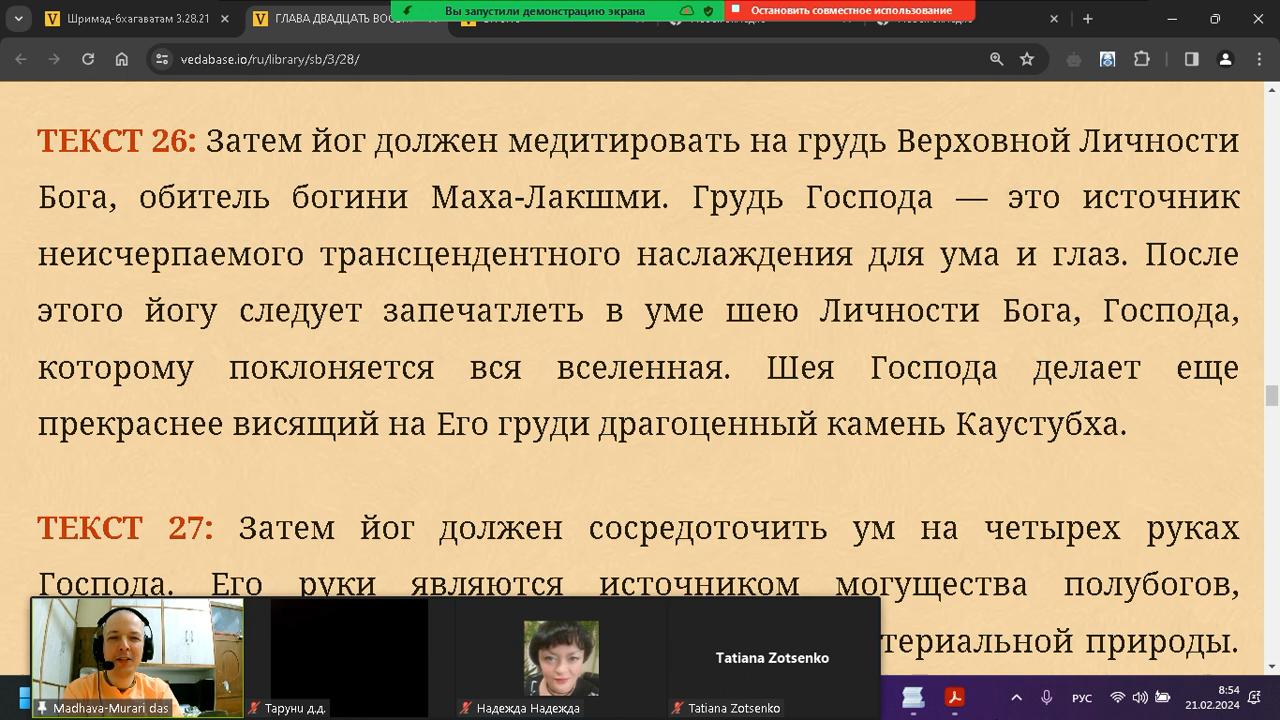 Шримад-бхагаватам 3.28.21
ГЛАВА ДВАДЦАТЬ
Вы запустили демонстрацию экрана
Остановить совместное использование
vedabase.io/ru/library/sb/3/28/
ТЕКСТ 26: Затем йог должен медитировать на грудь Верховной Личности
Бога, обитель богини Маха-Лакшми. Грудь Господа — это источник
неисчерпаемого трансцендентного наслаждения для ума и глаз. После
этого йогу следует запечатлеть в уме шею Личности Бога, Господа,
которому поклоняется вся вселенная. Шея Господа делает еще
прекраснее висящий на Его груди драгоценный камень Каустубха.
ТЕКСТ 27: Затем йог должен сосредоточить ум на четырех руках
Господа. Его руки являются источником могущества полубогов,
териальной природы.
Tatiana Zotsenko
Madhava-Murari das
Таруни д.д.
Надежда Надежда
Tatiana Zotsenko
РУС
8:54
21.02.2024